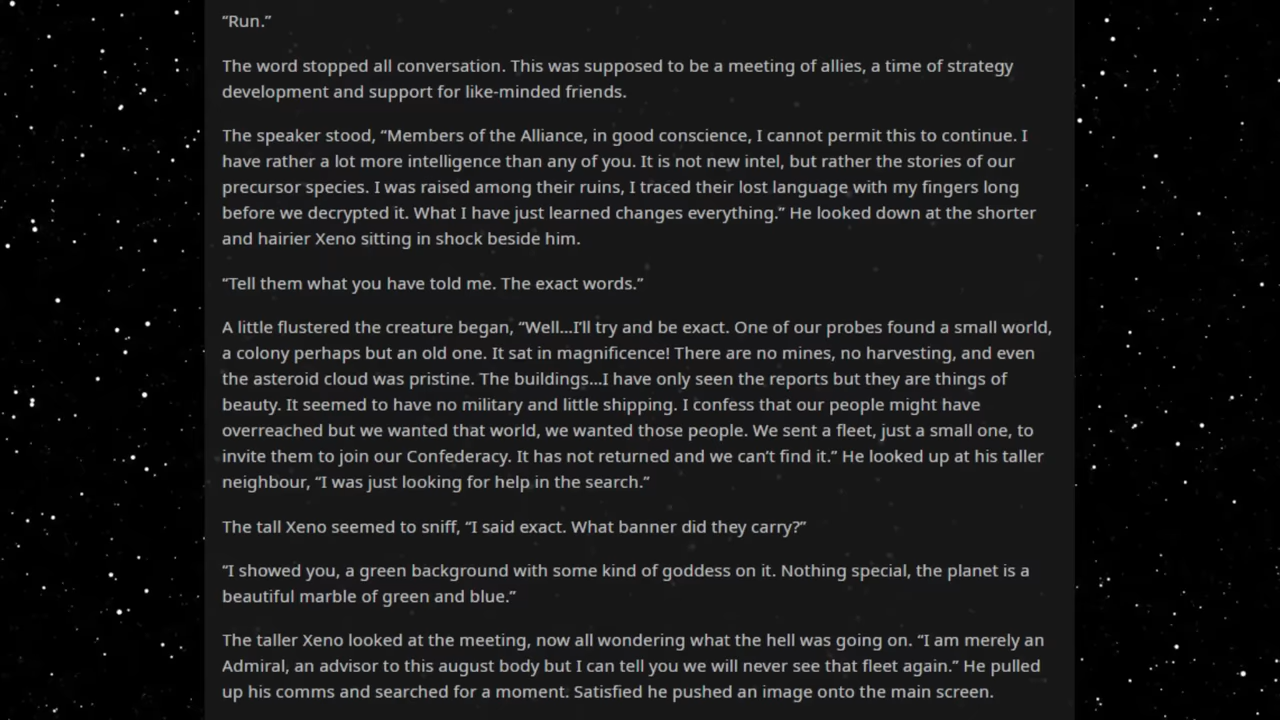 “Run.”
The word stopped all conversation. This was supposed to be a meeting of allies, a time of strategy
development and support for like-minded friends.
The speaker stood, “Members of the Alliance, in good conscience, I cannot permit this to continue. I
have rather a lot more intelligence than any of you. It is not new intel, but rather the stories of our
precursor species. I was raised among their ruins, I traced their lost language with my fingers long
before we decrypted it. What I have just learned changes everything.” He looked down at the shorter
and hairier Xeno sitting in shock beside him.
“Tell them what you have told me. The exact words.”
A little flustered the creature began, “Well...I’ll try and be exact. One of our probes found a small world,
a colony perhaps but an old one. It sat in magnificence! There are no mines, no harvesting, and even
the asteroid cloud was pristine. The buildings...I have only seen the reports but they are things of
beauty. It seemed to have no military and little shipping. I confess that our people might have
overreached but we wanted that world, we wanted those people. We sent a fleet, just a small one, to
invite them to join our Confederacy. It has not returned and we can’t find it.” He looked up at his taller
neighbour, “I was just looking for help in the search.”
The tall Xeno seemed to sniff, “I said exact. What banner did they carry?”
“I showed you, a green background with some kind of goddess on it. Nothing special, the planet is a
beautiful marble of green and blue.”
The taller Xeno looked at the meeting, now all wondering what the hell was going on. “I am merely an
Admiral, an advisor to this august body but I can tell you we will never see that fleet again.” He pulled
up his comms and searched for a moment. Satisfied he pushed an image onto the main screen.